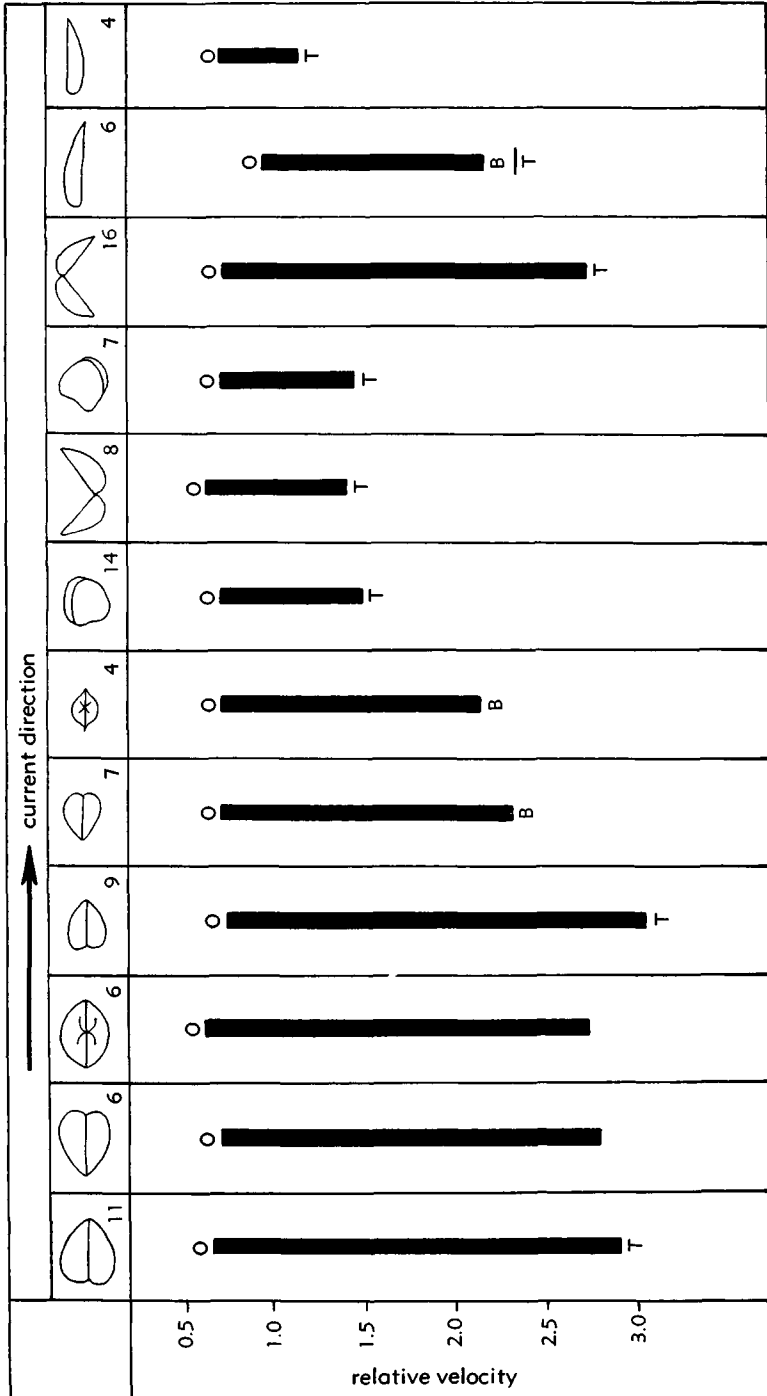 current direction
11 6 6 9 7 4 14 8 7 16 6 4
O O O O O O O O O O O O
0.5
1.0
1.5
2.0
2.5
3.0
relative velocity
T T B B T T T T B T T